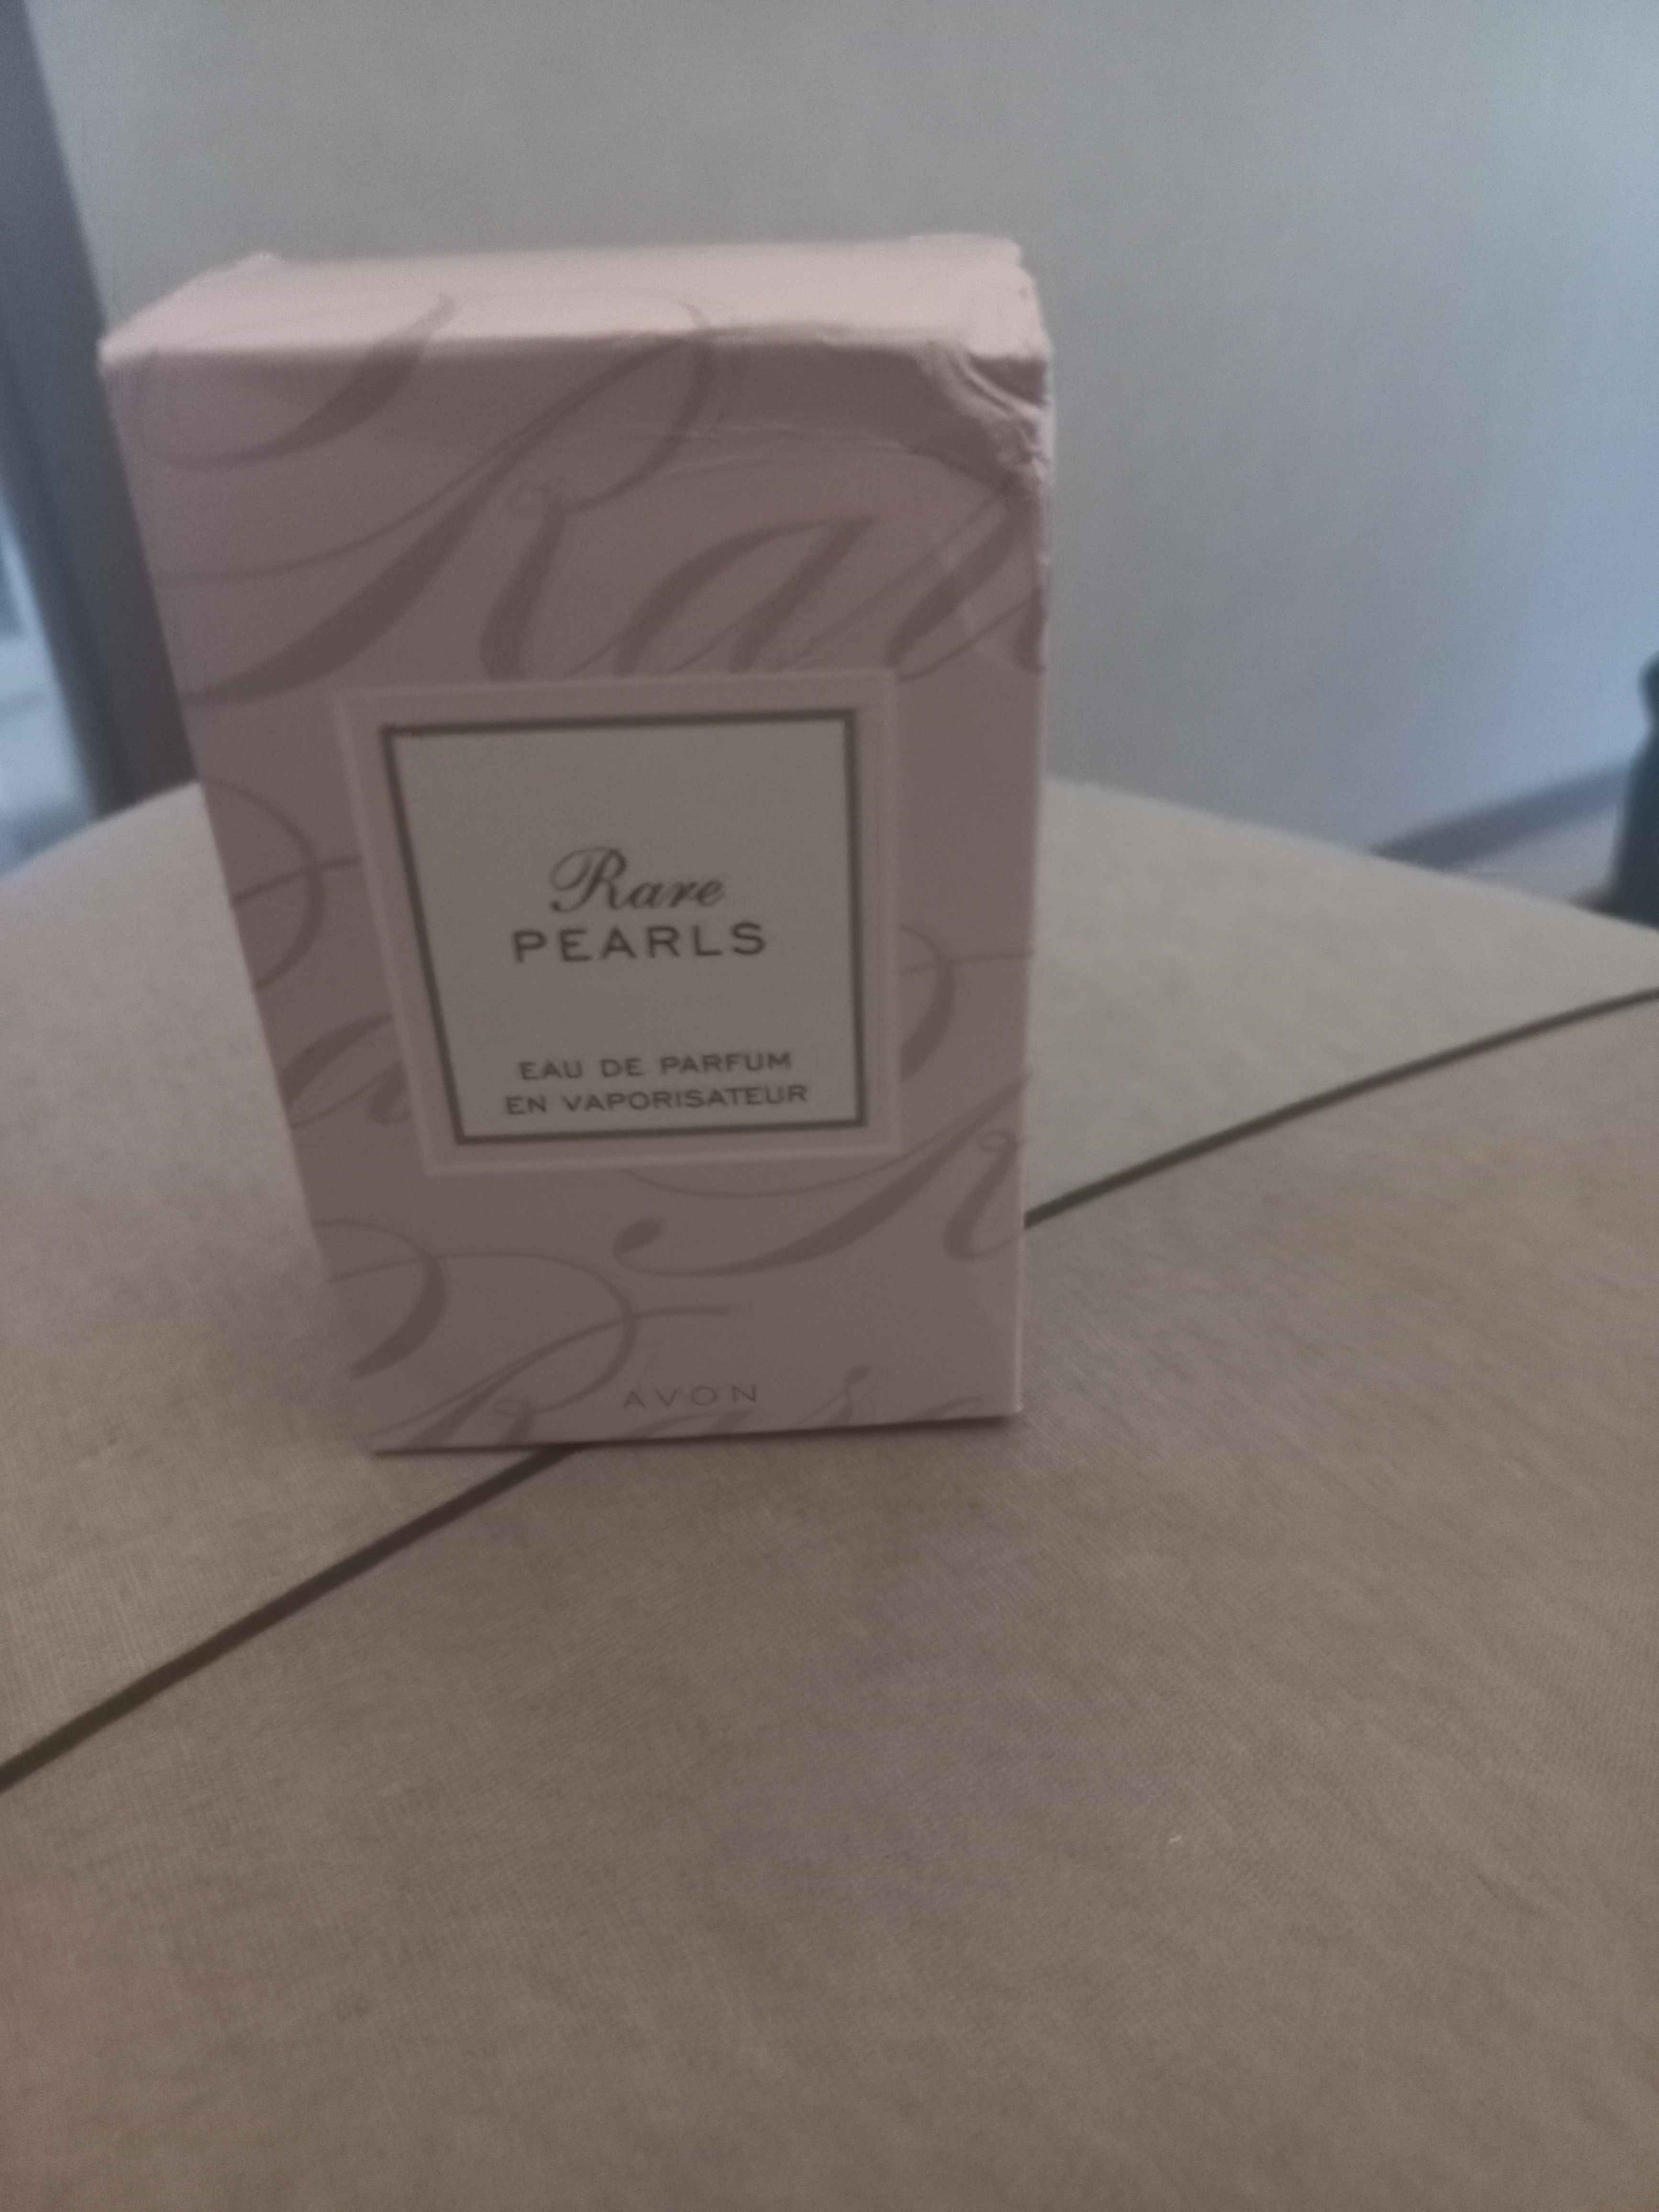 Rare
PEARLS
EAU DE PARFUM
EN VAPORISATEUR
AVON